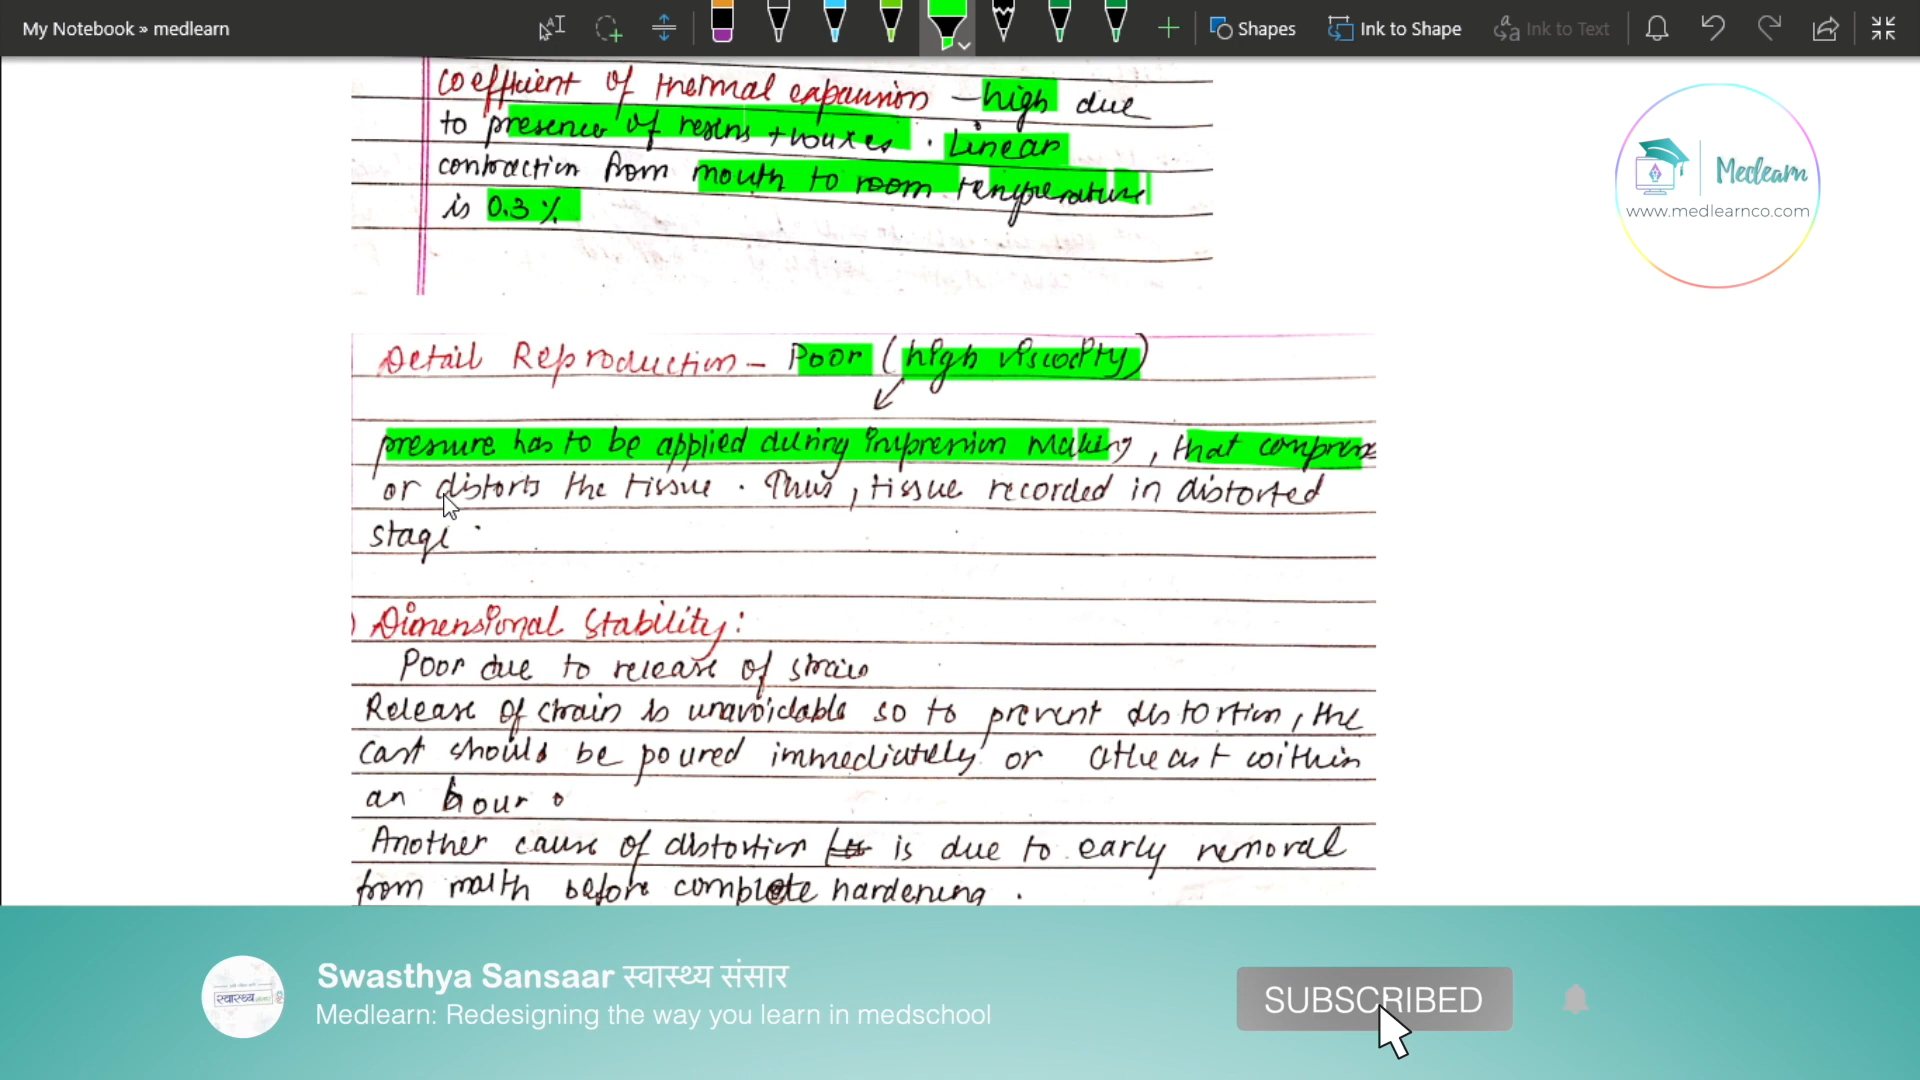 My Notebook » medlearn
Shapes
Ink to Shape
Ink to Text
coefficient of thermal expansion – high due
to presence of resins + waxes . Linear
contraction from mouth to room temperature
is 0.3 %
Medlearn
www.medlearnco.com
Detail Reproduction – Poor (high viscosity)
pressure has to be applied during impression making, that compress
or distorts the tissue . Thus, tissue recorded in distorted
stage .
) Dimensional Stability:
Poor due to release of strain
Release of strain is unavoidable so to prevent distortion, the
cast should be poured immediately or atleast within
an hour .
Another cause of distortion is due to early removal
from mouth before complete hardening .
स्वास्थ्य
Swasthya Sansaar स्वास्थ्य संसार
Medlearn: Redesigning the way you learn in medschool
SUBSCRIBED